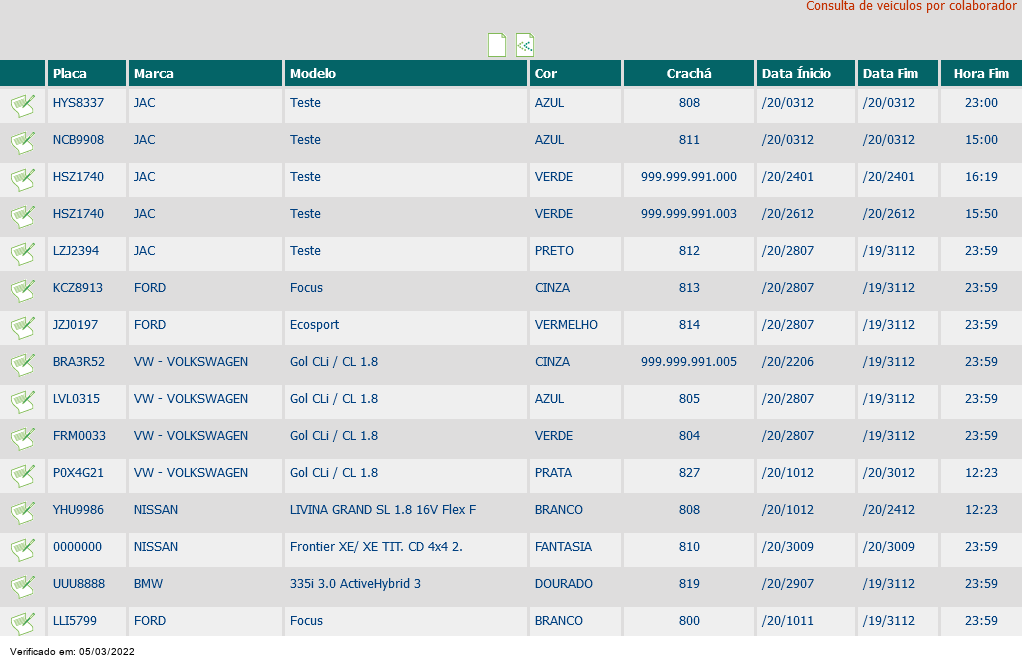 Consulta de veiculos por colaborador
Placa Marca Modelo Cor Crachá Data Ínicio Data Fim Hora Fim
HYS8337 JAC Teste AZUL 808 /20/0312 /20/0312 23:00
NCB9908 JAC Teste AZUL 811 /20/0312 /20/0312 15:00
HSZ1740 JAC Teste VERDE 999.999.991.000 /20/2401 /20/2401 16:19
HSZ1740 JAC Teste VERDE 999.999.991.003 /20/2612 /20/2612 15:50
LZJ2394 JAC Teste PRETO 812 /20/2807 /19/3112 23:59
KCZ8913 FORD Focus CINZA 813 /20/2807 /19/3112 23:59
JZJ0197 FORD Ecosport VERMELHO 814 /20/2807 /19/3112 23:59
BRA3R52 VW - VOLKSWAGEN Gol CLi / CL 1.8 CINZA 999.999.991.005 /20/2206 /19/3112 23:59
LVL0315 VW - VOLKSWAGEN Gol CLi / CL 1.8 AZUL 805 /20/2807 /19/3112 23:59
FRM0033 VW - VOLKSWAGEN Gol CLi / CL 1.8 VERDE 804 /20/2807 /19/3112 23:59
P0X4G21 VW - VOLKSWAGEN Gol CLi / CL 1.8 PRATA 827 /20/1012 /20/3012 12:23
YHU9986 NISSAN LIVINA GRAND SL 1.8 16V Flex F BRANCO 808 /20/1012 /20/2412 12:23
0000000 NISSAN Frontier XE/ XE TIT. CD 4x4 2. FANTASIA 810 /20/3009 /20/3009 23:59
UUU8888 BMW 335i 3.0 ActiveHybrid 3 DOURADO 819 /20/2907 /19/3112 23:59
LLI5799 FORD Focus BRANCO 800 /20/1011 /19/3112 23:59
Verificado em: 05/03/2022